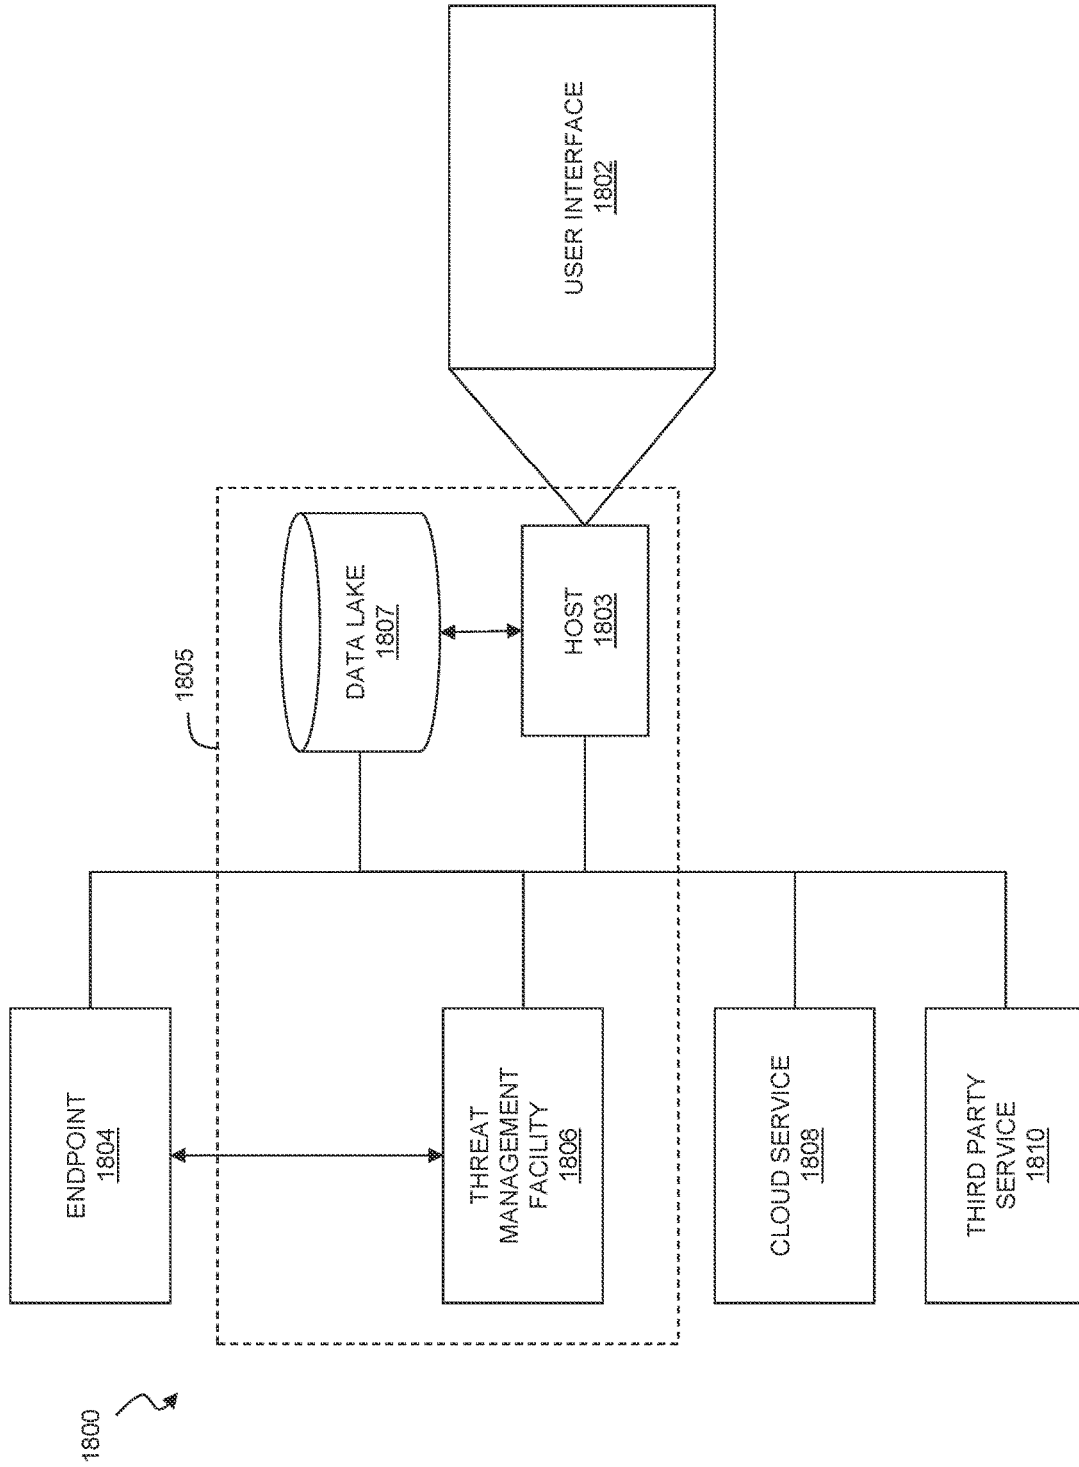 1800
ENDPOINT
1804
THREAT
MANAGEMENT
FACILITY
1806
CLOUD SERVICE
1808
THIRD PARTY
SERVICE
1810
1805
DATA LAKE
1807
HOST
1803
USER INTERFACE
1802